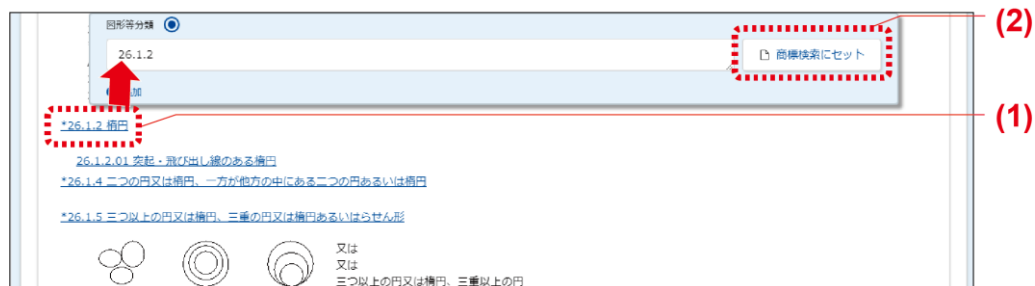 図形等分類
(2)
26.1.2
商標検索にセット
加
(1)
*26.1.2 楕円
26.1.2.01 突起・飛び出し線のある楕円
*26.1.4 二つの円又は楕円、一方が他方の中にある二つの円あるいは楕円
*26.1.5 三つ以上の円又は楕円、三重の円又は楕円あるいはらせん形
又は
又は
三つ以上の円又は楕円、三重以上の円